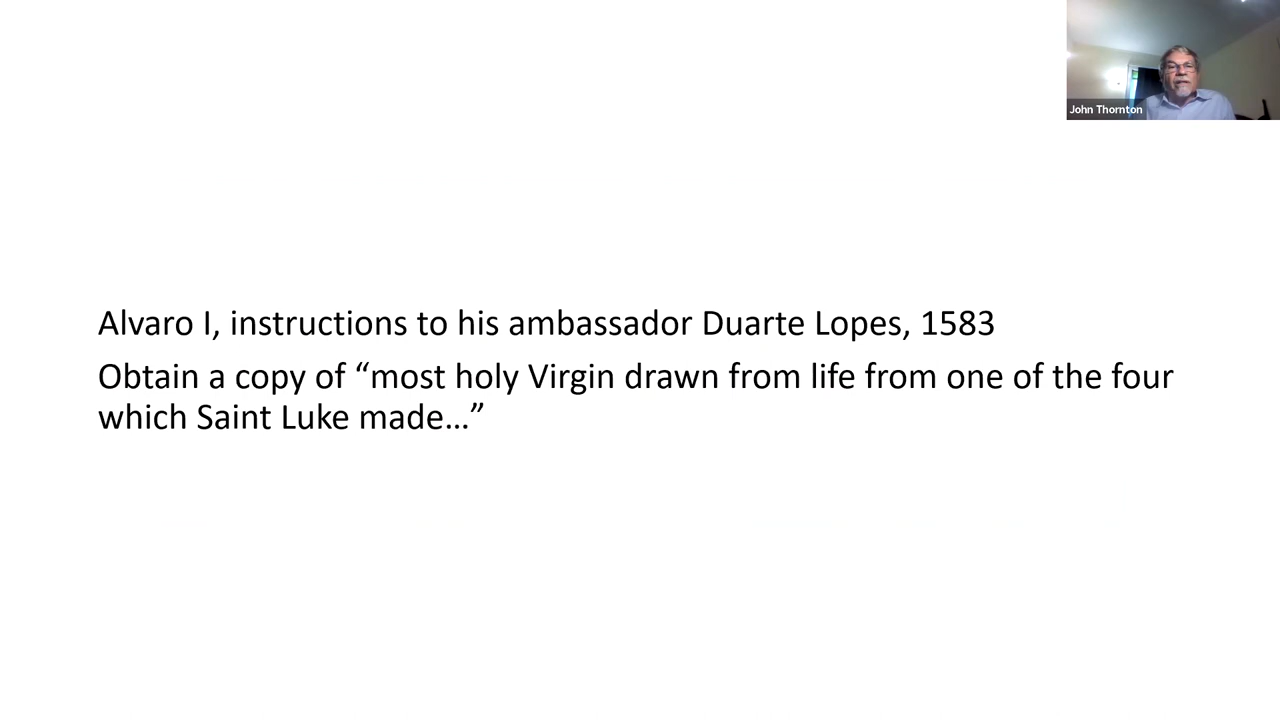 John Thornton
Alvaro I, instructions to his ambassador Duarte Lopes, 1583
Obtain a copy of “most holy Virgin drawn from life from one of the four
which Saint Luke made…”